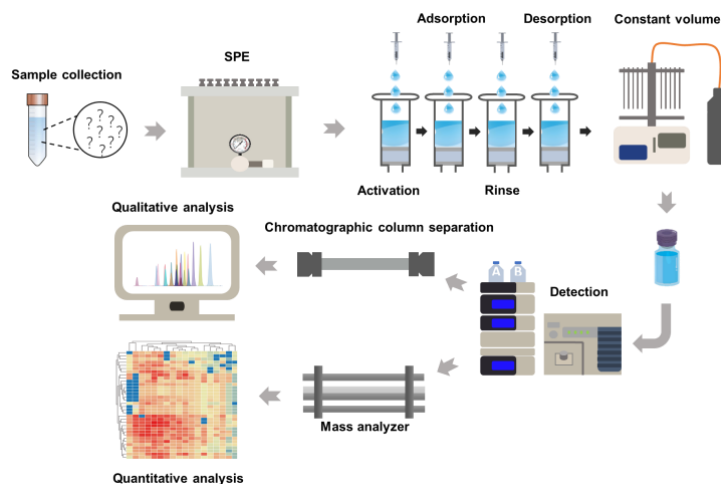 Sample collection
? ? ? ? ? ? ? ?
SPE
Adsorption
Desorption
Constant volume
Activation
Rinse
Qualitative analysis
Chromatographic column separation
A B
Detection
Mass analyzer
Quantitative analysis